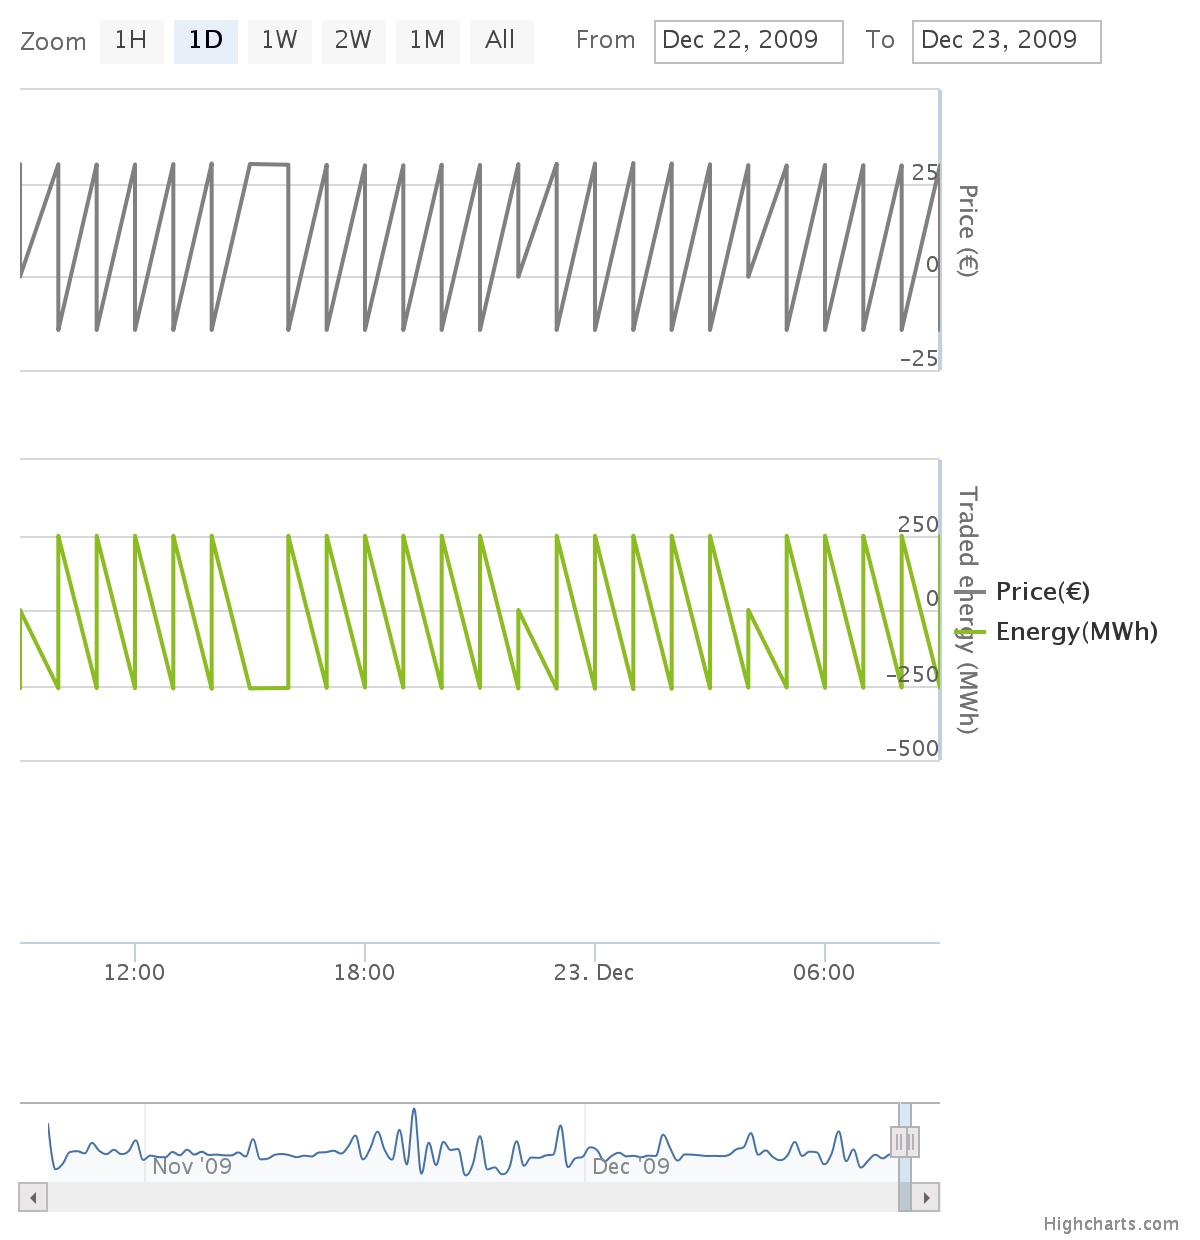 Zoom 1H 1D 1W 2W 1M All From Dec 22, 2009 To Dec 23, 2009
25
0
−25
Price (€)
250
0
−250
−500
Traded energy (MWh)
Price(€)
Energy(MWh)
12:00 18:00 23. Dec 06:00
Nov '09 Dec '09
Highcharts.com